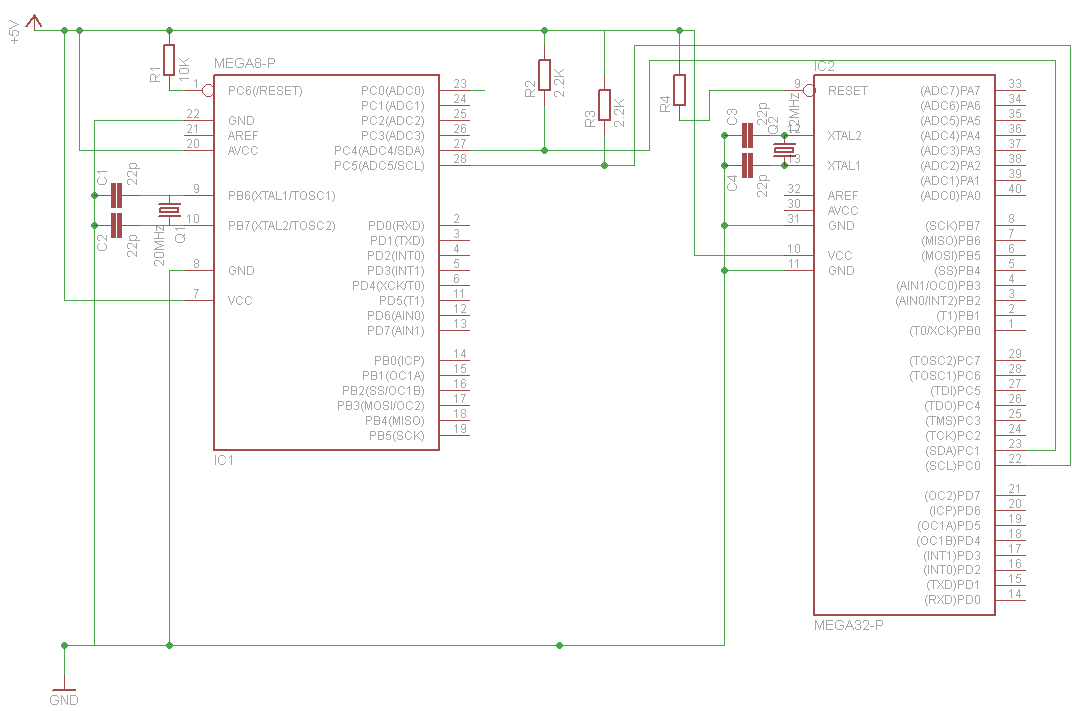 +5V
R1
10K
MEGA8-P
1 PC6(/RESET)
22 GND
21 AREF
20 AVCC
C1
22p
9 PB6(XTAL1/TOSC1)
10 PB7(XTAL2/TOSC2)
C2
22p
20MHz
Q1
8 GND
7 VCC
PC0(ADC0) 23
PC1(ADC1) 24
PC2(ADC2) 25
PC3(ADC3) 26
PC4(ADC4/SDA) 27
PC5(ADC5/SCL) 28
PD0(RXD) 2
PD1(TXD) 3
PD2(INT0) 4
PD3(INT1) 5
PD4(XCK/T0) 6
PD5(T1) 11
PD6(AIN0) 12
PD7(AIN1) 13
PB0(ICP) 14
PB1(OC1A) 15
PB2(SS/OC1B) 16
PB3(MOSI/OC2) 17
PB4(MISO) 18
PB5(SCK) 19
IC1
R2
2.2K
R3
2.2K
R4
IC2
9 RESET
C3
22p
Q2
12MHz
12 XTAL2
13 XTAL1
C4
22p
32 AREF
30 AVCC
31 GND
10 VCC
11 GND
(ADC7)PA7 33
(ADC6)PA6 34
(ADC5)PA5 35
(ADC4)PA4 36
(ADC3)PA3 37
(ADC2)PA2 38
(ADC1)PA1 39
(ADC0)PA0 40
(SCK)PB7 8
(MISO)PB6 7
(MOSI)PB5 6
(SS)PB4 5
(AIN1/OC0)PB3 4
(AIN0/INT2)PB2 3
(T1)PB1 2
(T0/XCK)PB0 1
(TOSC2)PC7 29
(TOSC1)PC6 28
(TDI)PC5 27
(TDO)PC4 26
(TMS)PC3 25
(TCK)PC2 24
(SDA)PC1 23
(SCL)PC0 22
(OC2)PD7 21
(ICP)PD6 20
(OC1A)PD5 19
(OC1B)PD4 18
(INT1)PD3 17
(INT0)PD2 16
(TXD)PD1 15
(RXD)PD0 14
MEGA32-P
GND